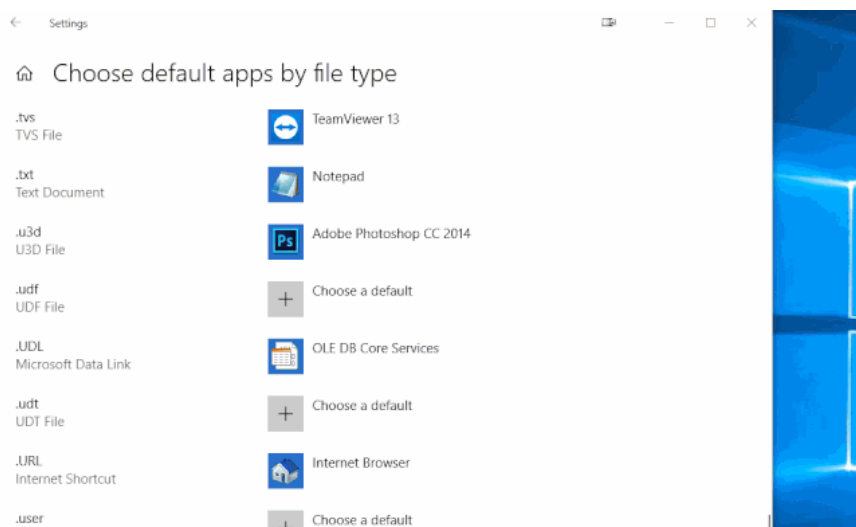 Settings
Choose default apps by file type
.tvs
TVS File
TeamViewer 13
.txt
Text Document
Notepad
.u3d
U3D File
Ps
Adobe Photoshop CC 2014
.udf
UDF File
Choose a default
.UDL
Microsoft Data Link
OLE DB Core Services
.udt
UDT File
Choose a default
.URL
Internet Shortcut
Internet Browser
.user
Choose a default